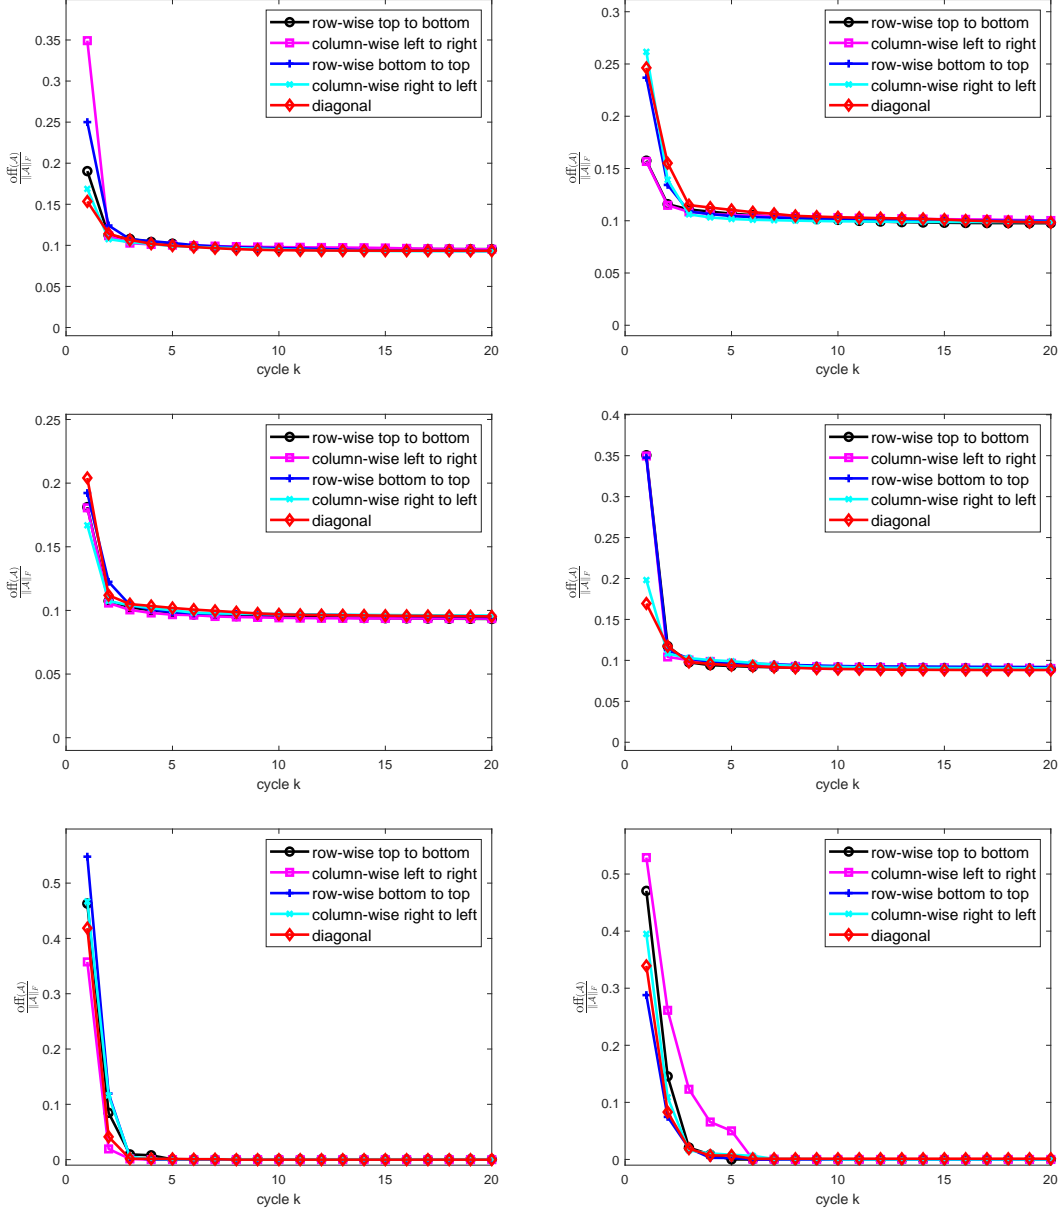 row-wise top to bottom
column-wise left to right
row-wise bottom to top
column-wise right to left
diagonal
0.35
0.3
0.25
0.2
0.15
0.1
0.05
0
off(𝒜)
‖𝒜‖F
0 5 10 15 20
cycle k
row-wise top to bottom
column-wise left to right
row-wise bottom to top
column-wise right to left
diagonal
0.3
0.25
0.2
0.15
0.1
0.05
0
off(𝒜)
‖𝒜‖F
0 5 10 15 20
cycle k
row-wise top to bottom
column-wise left to right
row-wise bottom to top
column-wise right to left
diagonal
0.25
0.2
0.15
0.1
0.05
0
off(𝒜)
‖𝒜‖F
0 5 10 15 20
cycle k
row-wise top to bottom
column-wise left to right
row-wise bottom to top
column-wise right to left
diagonal
0.4
0.35
0.3
0.25
0.2
0.15
0.1
0.05
0
off(𝒜)
‖𝒜‖F
0 5 10 15 20
cycle k
row-wise top to bottom
column-wise left to right
row-wise bottom to top
column-wise right to left
diagonal
0.5
0.4
0.3
0.2
0.1
0
off(𝒜)
‖𝒜‖F
0 5 10 15 20
cycle k
row-wise top to bottom
column-wise left to right
row-wise bottom to top
column-wise right to left
diagonal
0.5
0.4
0.3
0.2
0.1
0
off(𝒜)
‖𝒜‖F
0 5 10 15 20
cycle k